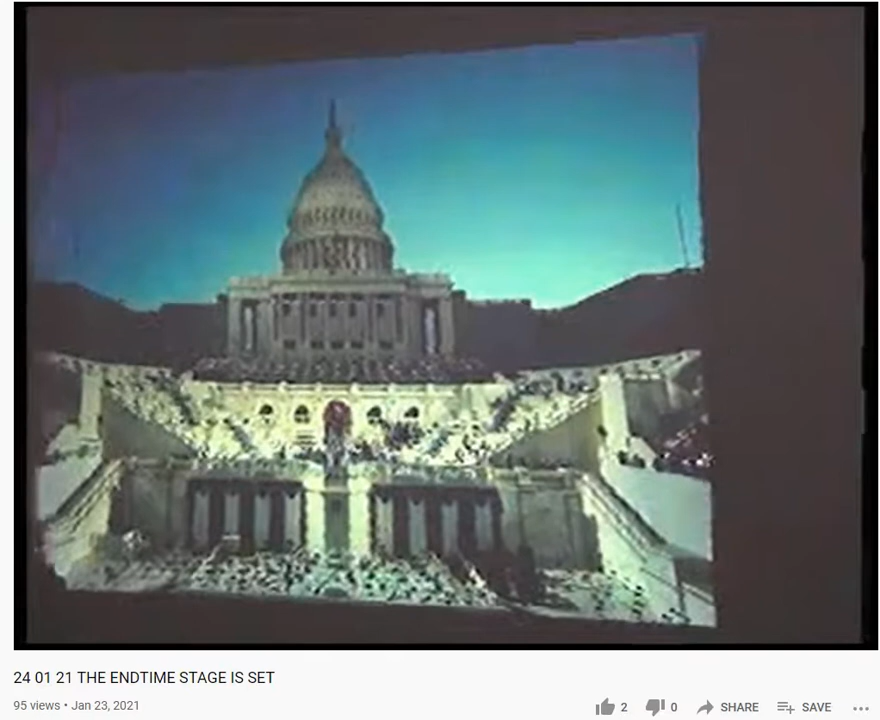 24 01 21 THE ENDTIME STAGE IS SET
95 views • Jan 23, 2021
2
0
SHARE
SAVE